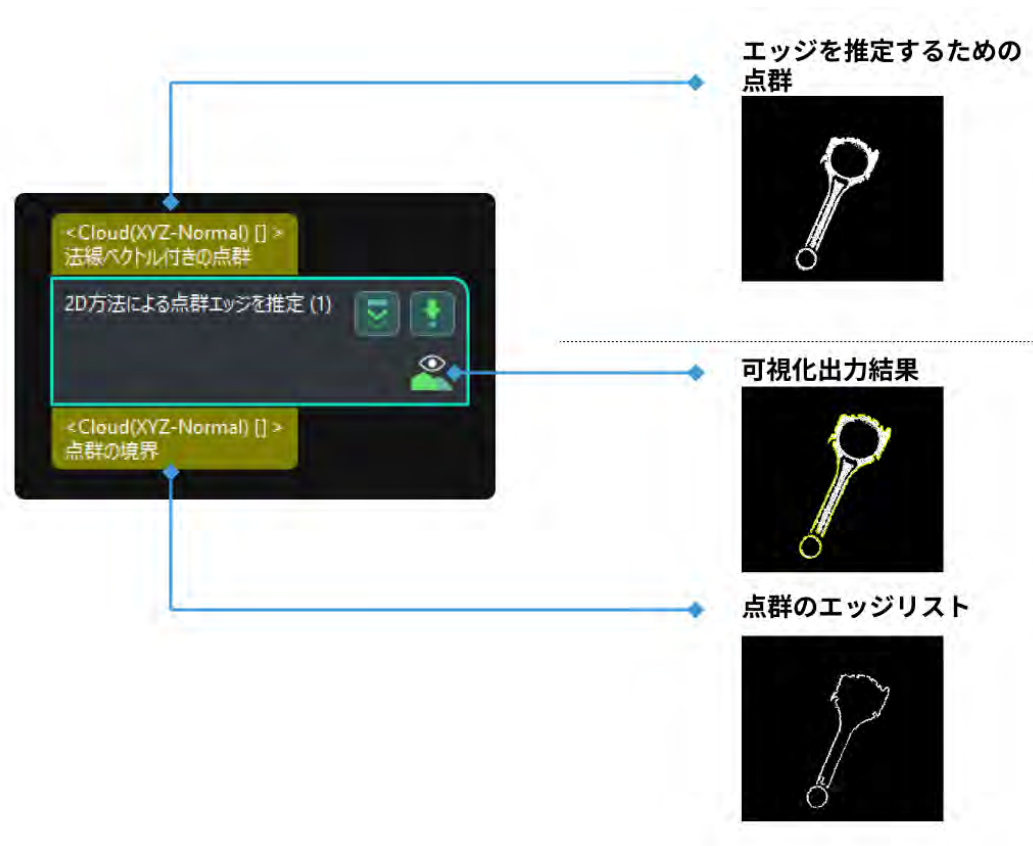 エッジを推定するための
点群
<Cloud(XYZ-Normal) [] >
法線ベクトル付きの点群
2D方法による点群エッジを推定 (1)
可視化出力結果
<Cloud(XYZ-Normal) [] >
点群の境界
点群のエッジリスト